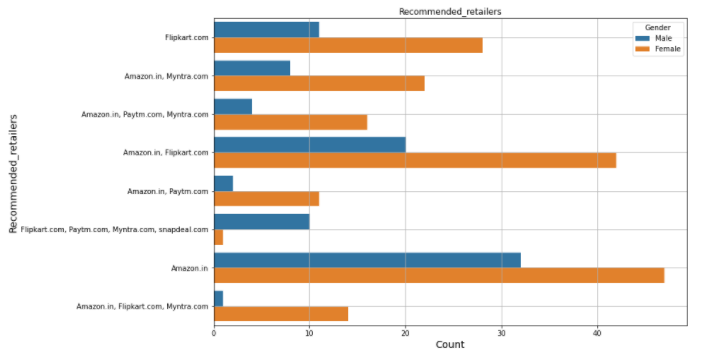 Recommended_retailers
Gender
Male
Female
Flipkart.com
Amazon.in, Myntra.com
Amazon.in, Paytm.com, Myntra.com
Amazon.in, Flipkart.com
Amazon.in, Paytm.com
Flipkart.com, Paytm.com, Myntra.com, snapdeal.com
Amazon.in
Amazon.in, Flipkart.com, Myntra.com
Recommended_retailers
0 10 20 30 40
Count